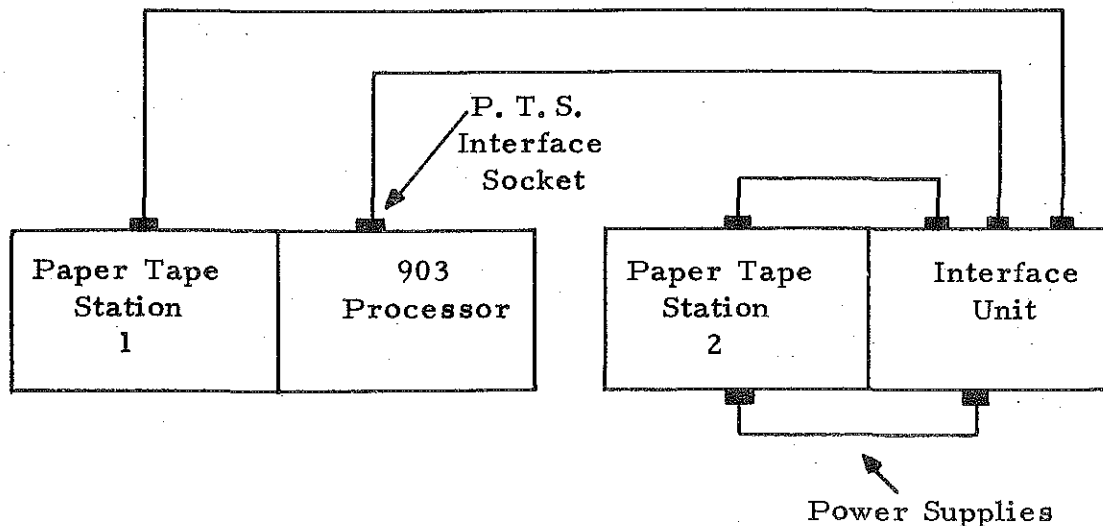 P. T. S.
Interface
Socket
Paper Tape
Station
1
903
Processor
Paper Tape
Station
2
Interface
Unit
Power Supplies